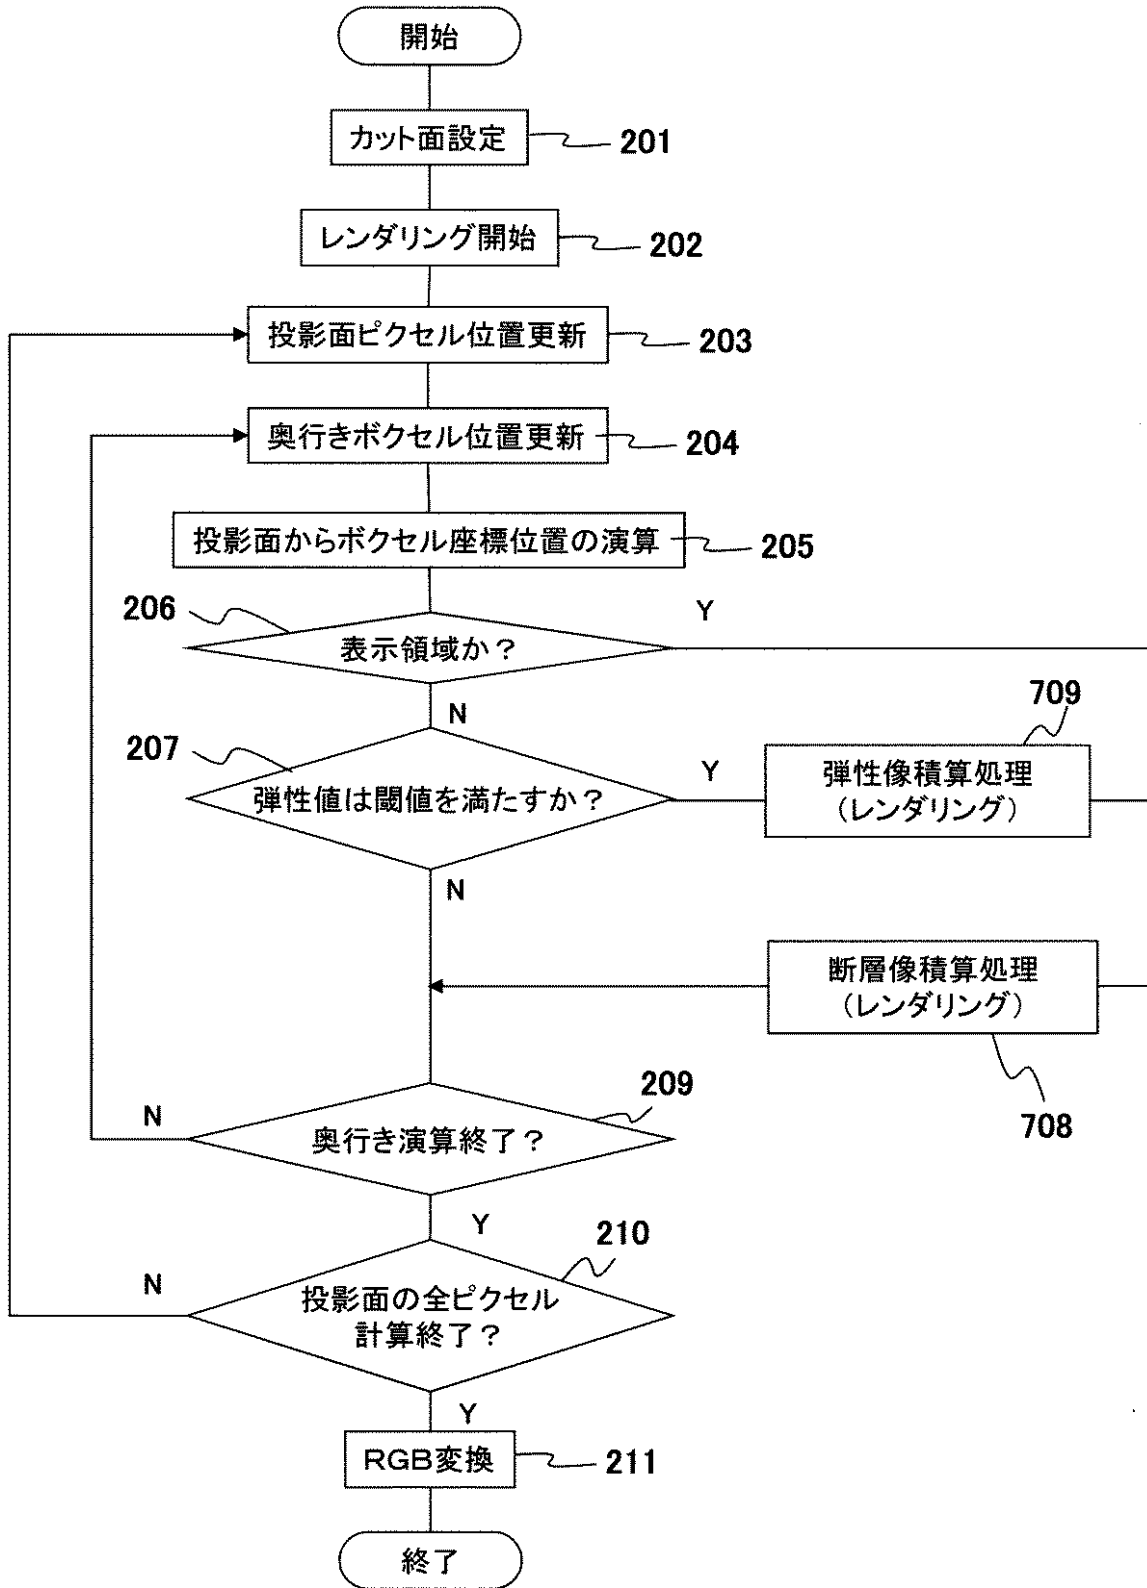 開始
カット面設定
201
レンダリング開始
202
投影面ピクセル位置更新
203
奥行きボクセル位置更新
204
投影面からボクセル座標位置の演算
205
206
表示領域か？
Y
N
207
弾性値は閾値を満たすか？
Y
709
弾性像積算処理
（レンダリング）
N
断層像積算処理
（レンダリング）
708
209
奥行き演算終了？
N
Y
210
投影面の全ピクセル
計算終了？
N
Y
RGB変換
211
終了